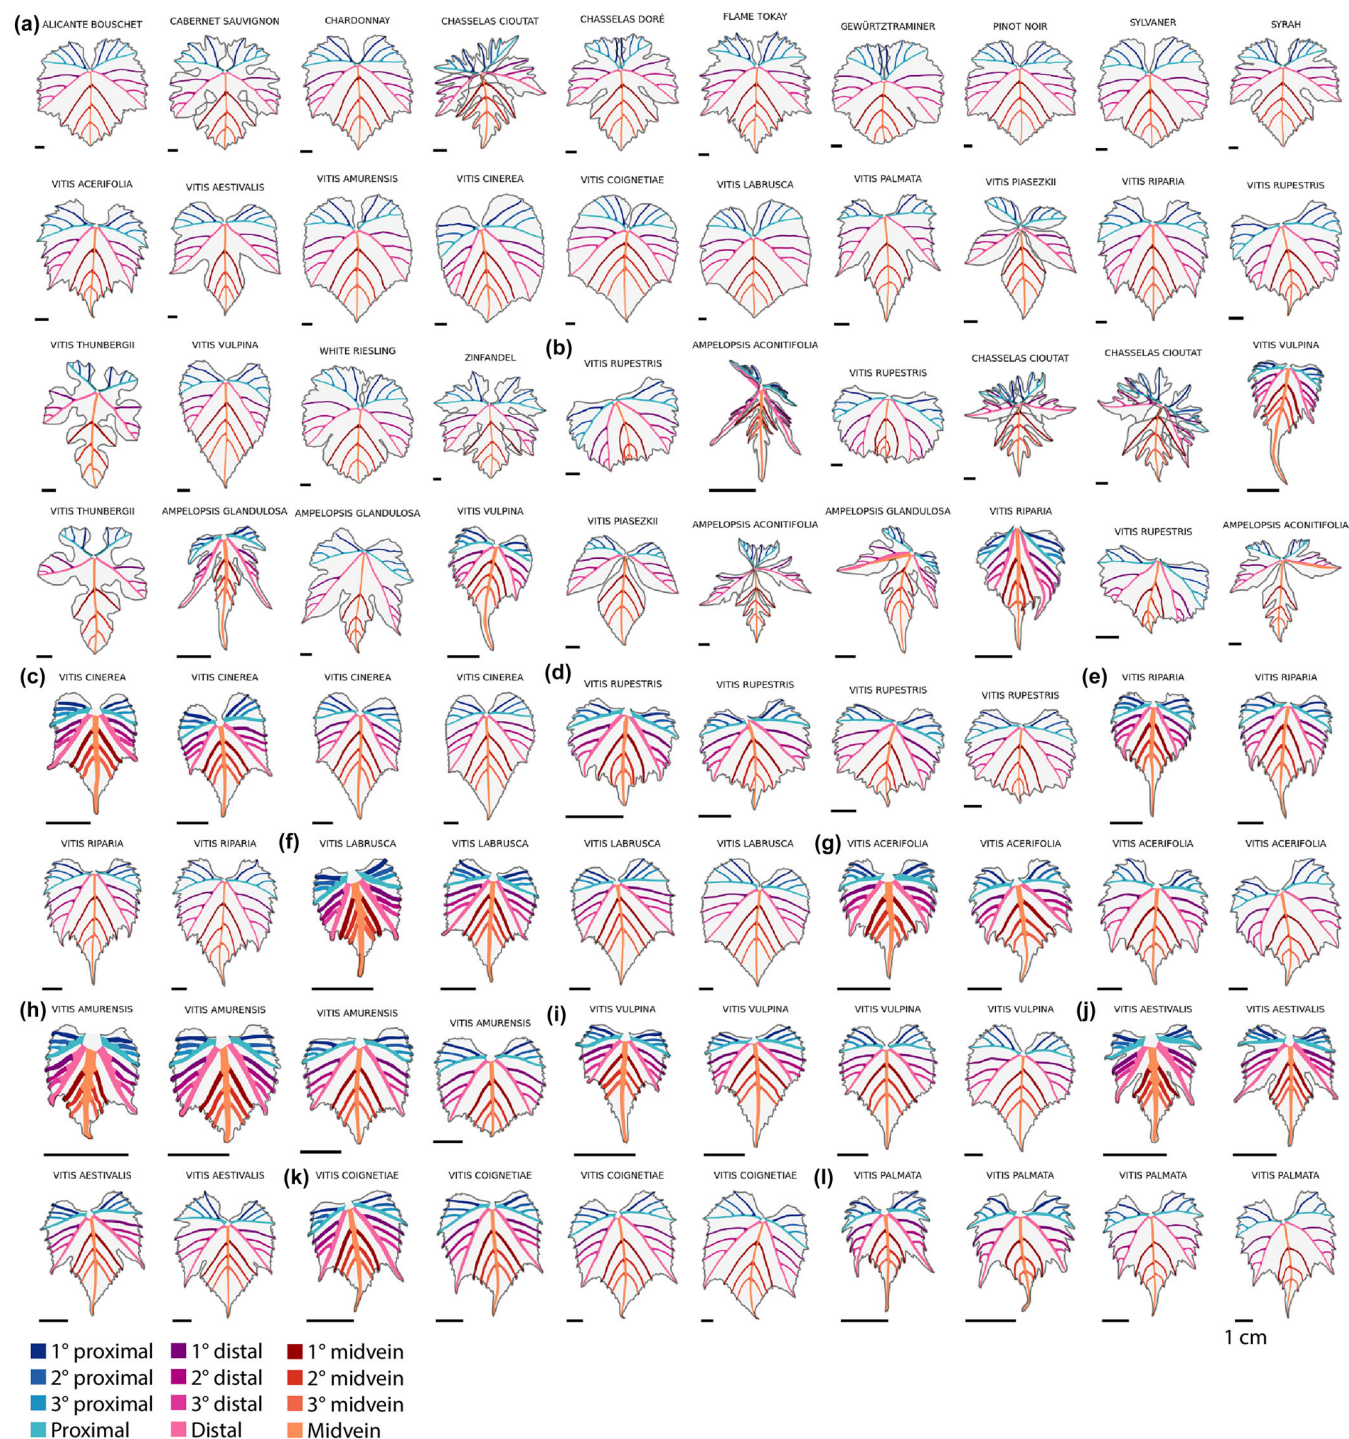 (a) ALICANTE BOUSCHET CABERNET SAUVIGNON CHARDONNAY CHASSELAS CIOUTAT CHASSELAS DORÉ FLAME TOKAY GEWÜRTZTRAMINER PINOT NOIR SYLVANER SYRAH
VITIS ACERIFOLIA VITIS AESTIVALIS VITIS AMURENSIS VITIS CINEREA VITIS COIGNETIAE VITIS LABRUSCA VITIS PALMATA VITIS PIASEZKII VITIS RIPARIA VITIS RUPESTRIS
VITIS THUNBERGII VITIS VULPINA WHITE RIESLING ZINFANDEL (b) VITIS RUPESTRIS AMPELOPSIS ACONITIFOLIA VITIS RUPESTRIS CHASSELAS CIOUTAT CHASSELAS CIOUTAT VITIS VULPINA
VITIS THUNBERGII AMPELOPSIS GLANDULOSA AMPELOPSIS GLANDULOSA VITIS VULPINA VITIS PIASEZKII AMPELOPSIS ACONITIFOLIA AMPELOPSIS GLANDULOSA VITIS RIPARIA VITIS RUPESTRIS AMPELOPSIS ACONITIFOLIA
(c) VITIS CINEREA VITIS CINEREA VITIS CINEREA VITIS CINEREA (d) VITIS RUPESTRIS VITIS RUPESTRIS VITIS RUPESTRIS VITIS RUPESTRIS (e) VITIS RIPARIA VITIS RIPARIA
VITIS RIPARIA VITIS RIPARIA (f) VITIS LABRUSCA VITIS LABRUSCA VITIS LABRUSCA VITIS LABRUSCA (g) VITIS ACERIFOLIA VITIS ACERIFOLIA VITIS ACERIFOLIA VITIS ACERIFOLIA
(h) VITIS AMURENSIS VITIS AMURENSIS VITIS AMURENSIS VITIS AMURENSIS (i) VITIS VULPINA VITIS VULPINA VITIS VULPINA VITIS VULPINA (j) VITIS AESTIVALIS VITIS AESTIVALIS
VITIS AESTIVALIS VITIS AESTIVALIS (k) VITIS COIGNETIAE VITIS COIGNETIAE VITIS COIGNETIAE VITIS COIGNETIAE (l) VITIS PALMATA VITIS PALMATA VITIS PALMATA VITIS PALMATA
1 cm
1° proximal 1° distal 1° midvein
2° proximal 2° distal 2° midvein
3° proximal 3° distal 3° midvein
Proximal Distal Midvein